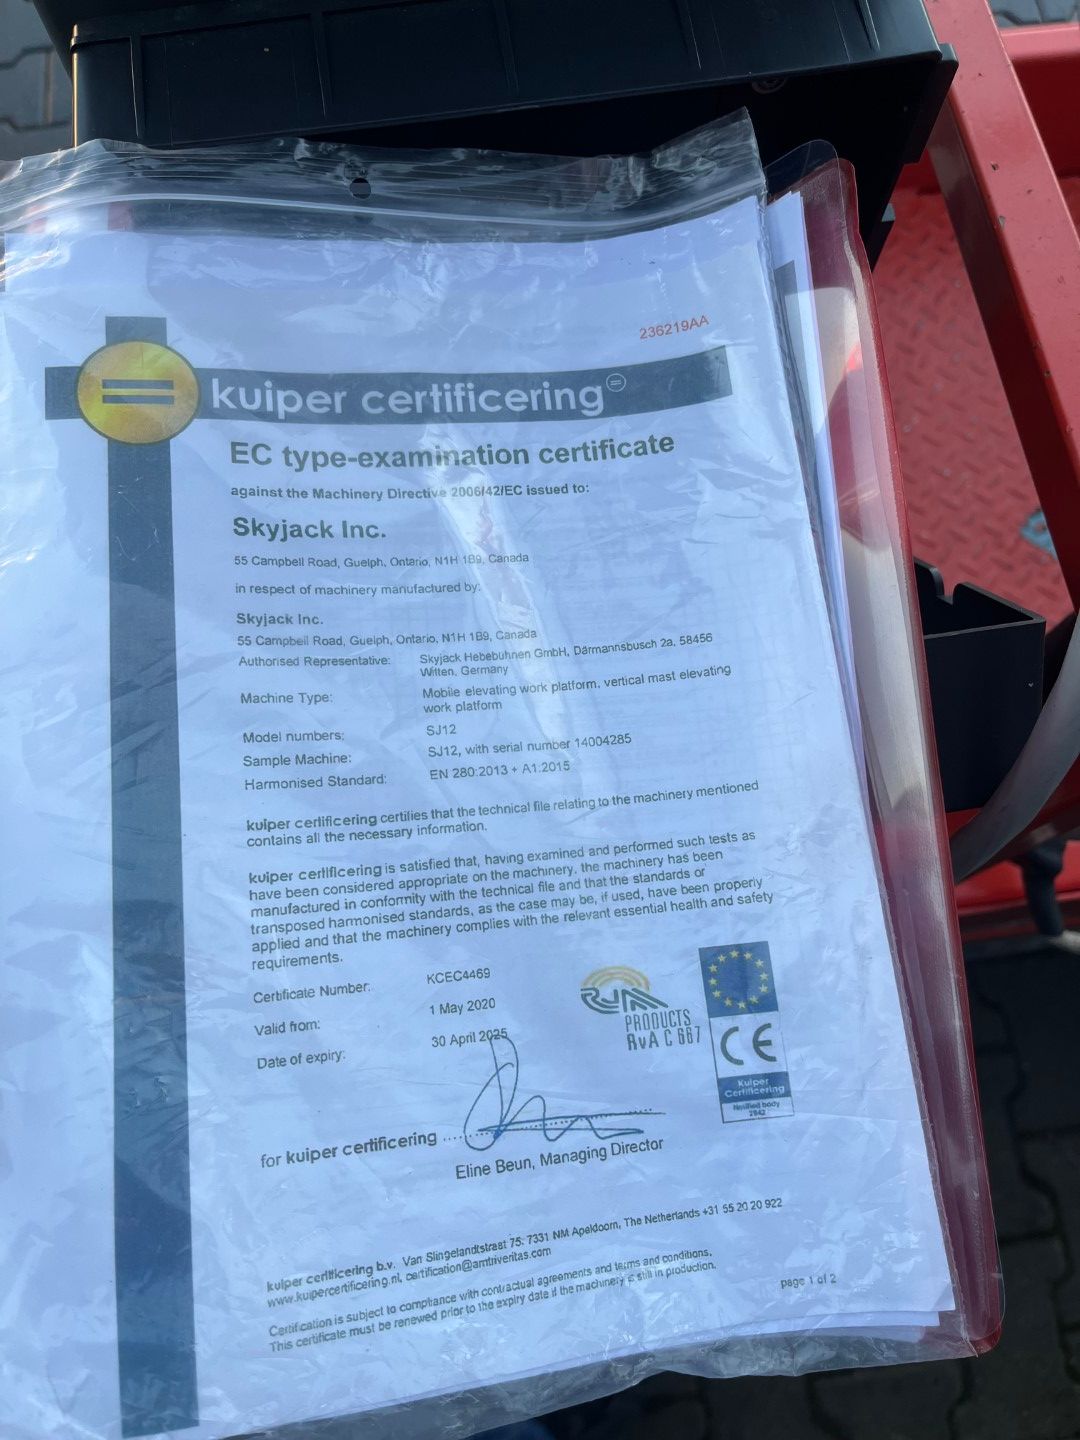 236219AA
kuiper certificering
EC type-examination certificate
against the Machinery Directive 2006/42/EC issued to:
Skyjack Inc.
55 Campbell Road, Guelph, Ontario, N1H 1B9, Canada
in respect of machinery manufactured by:
Skyjack Inc.
55 Campbell Road, Guelph, Ontario, N1H 1B9, Canada
Authorised Representative: Skyjack Hebebühnen GmbH, Därmannsbusch 2a, 58456
Witten, Germany
Machine Type: Mobile elevating work platform, vertical mast elevating
work platform
Model numbers: SJ12
Sample Machine: SJ12, with serial number 14004285
Harmonised Standard: EN 280:2013 + A1:2015
kuiper certificering certifies that the technical file relating to the machinery mentioned
contains all the necessary information.
kuiper certificering is satisfied that, having examined and performed such tests as
have been considered appropriate on the machinery, the machinery has been
manufactured in conformity with the technical file and that the standards or
transposed harmonised standards, as the case may be, if used, have been properly
applied and that the machinery complies with the relevant essential health and safety
requirements.
Certificate Number: KCEC4469
Valid from: 1 May 2020
Date of expiry: 30 April 2025
RvA
PRODUCTS
RvA C 667
CE
Kuiper
Certificering
Notified body
2842
for kuiper certificering
Eline Beun, Managing Director
kuiper certificering b.v. Van Slingelandtstraat 75, 7331 NM Apeldoorn, The Netherlands +31 55 20 20 922
www.kuipercertificering.nl, certification@amtriveritas.com
Certification is subject to compliance with contractual agreements and terms and conditions.
This certificate must be renewed prior to the expiry date if the machinery is still in production.
page 1 of 2